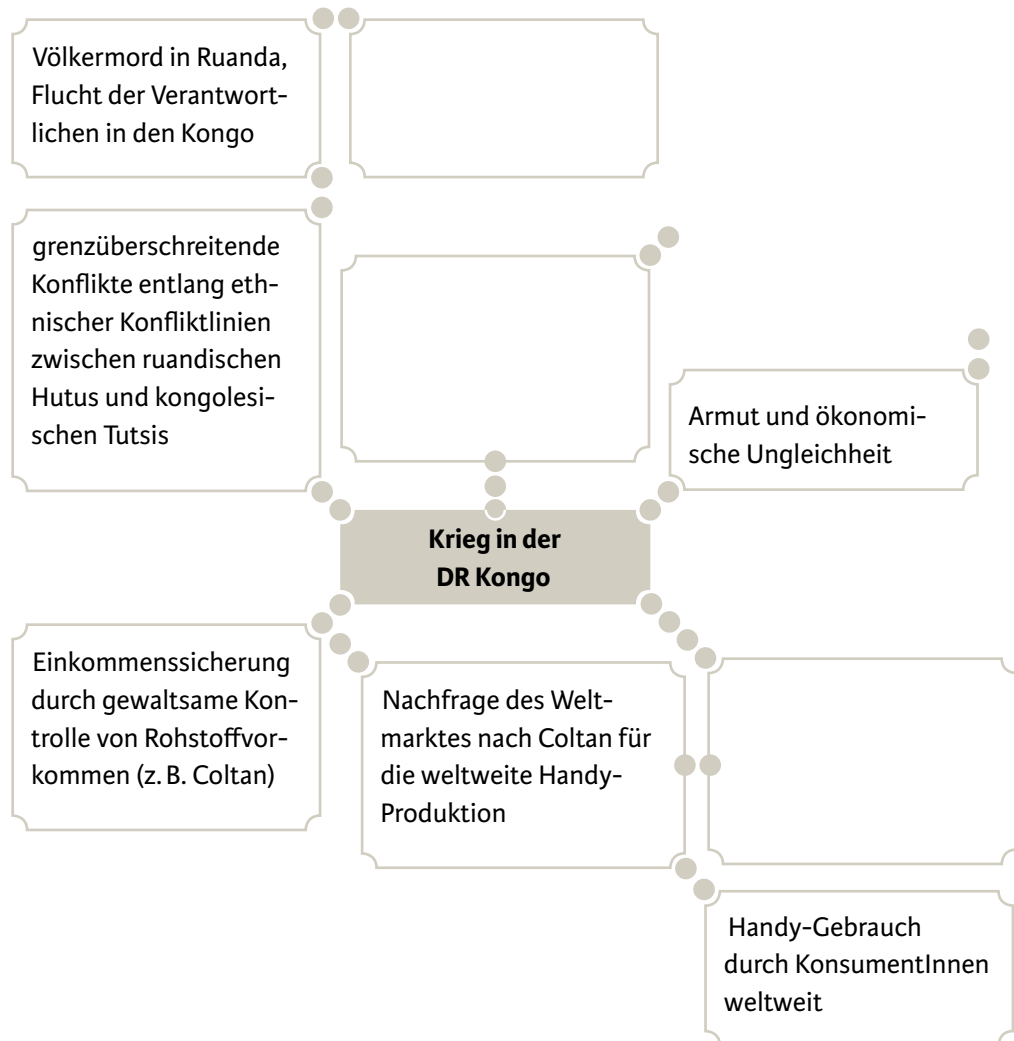 Völkermord in Ruanda,
Flucht der Verantwort-
lichen in den Kongo
grenzüberschreitende
Konflikte entlang eth-
nischer Konfliktlinien
zwischen ruandischen
Hutus und kongolesi-
schen Tutsis
Armut und ökonomi-
sche Ungleichheit
Krieg in der
DR Kongo
Einkommenssicherung
durch gewaltsame Kon-
trolle von Rohstoffvor-
kommen (z. B. Coltan)
Nachfrage des Welt-
marktes nach Coltan für
die weltweite Handy-
Produktion
Handy-Gebrauch
durch KonsumentInnen
weltweit